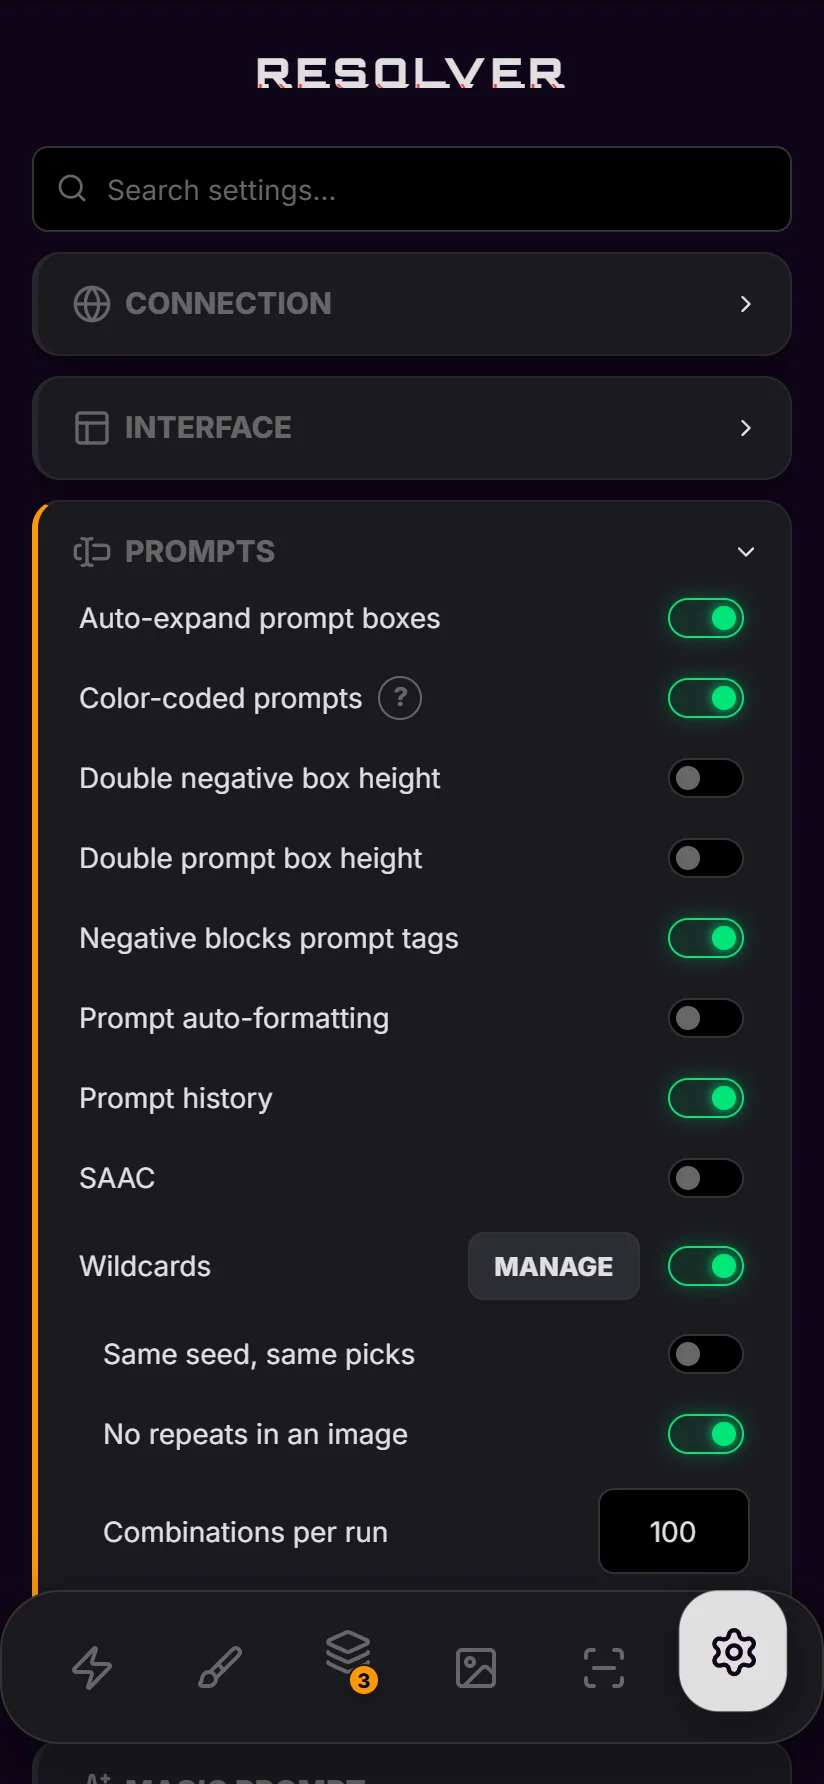 RESOLVER
Search settings...
CONNECTION
INTERFACE
PROMPTS
Auto-expand prompt boxes
Color-coded prompts ?
Double negative box height
Double prompt box height
Negative blocks prompt tags
Prompt auto-formatting
Prompt history
SAAC
Wildcards MANAGE
Same seed, same picks
No repeats in an image
Combinations per run 100
3
MAGIC PROMPT